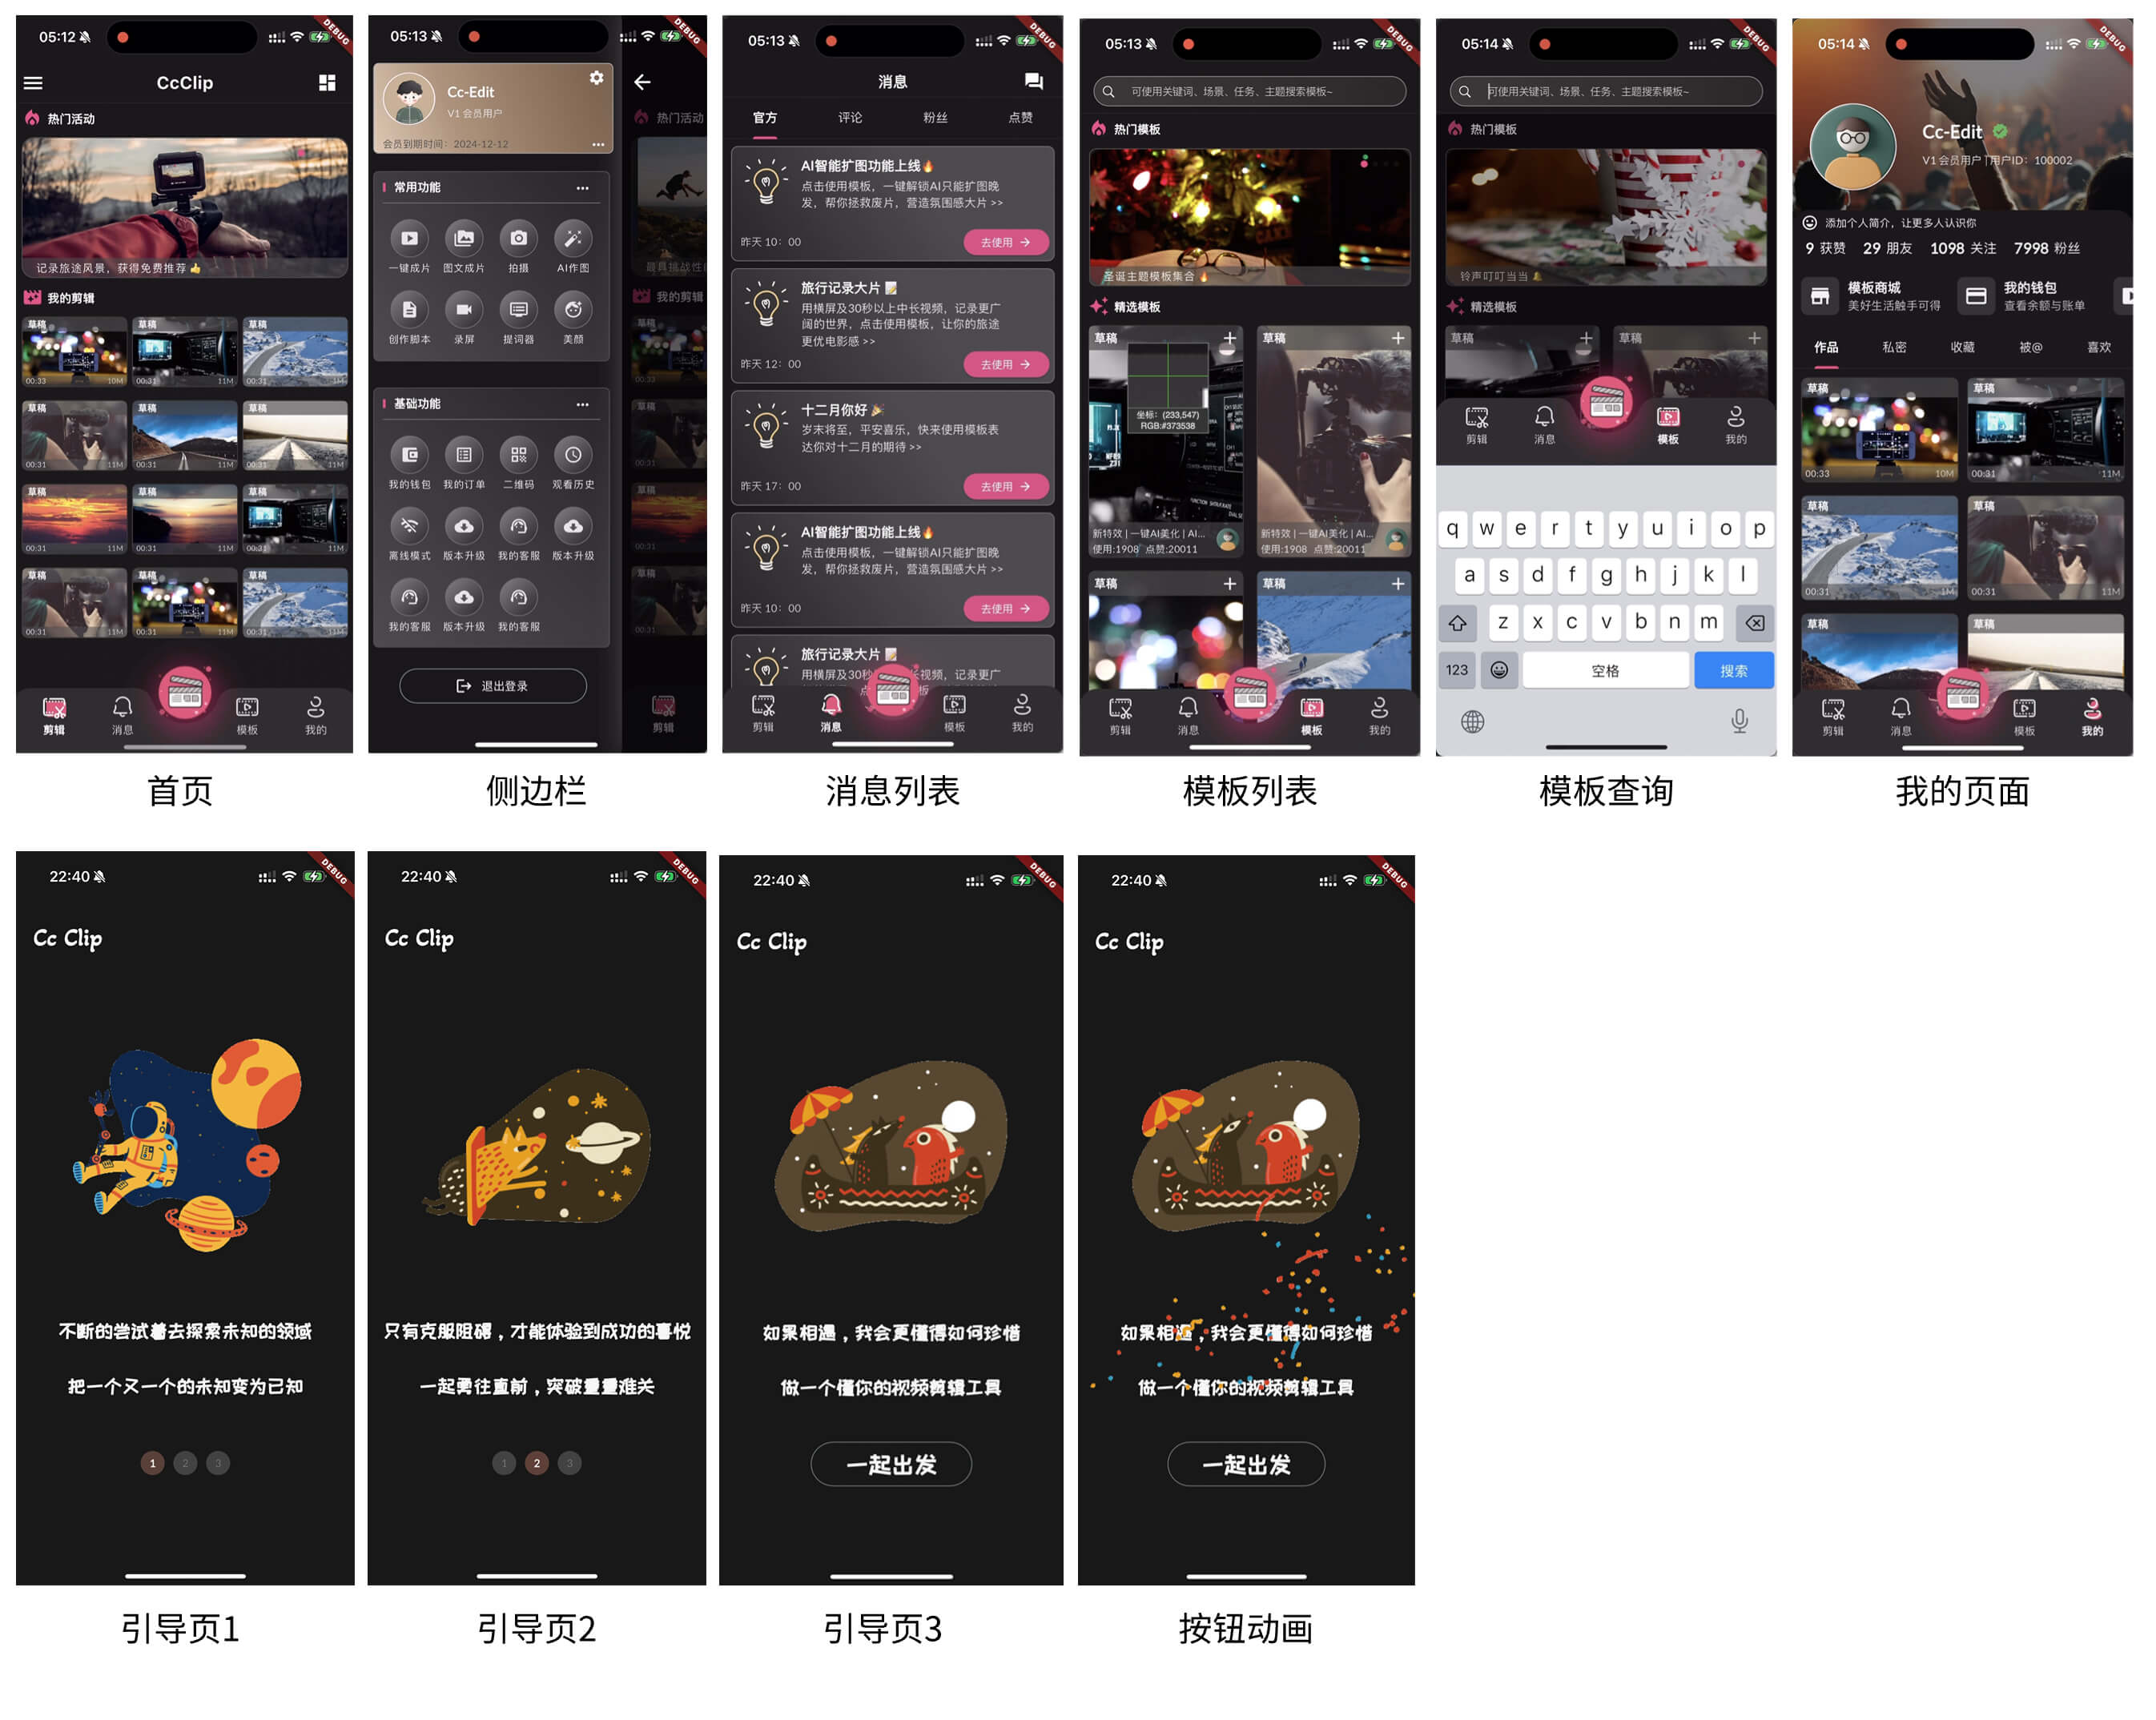 05:12
DEBUG
CcClip
热门活动
记录旅途风景，获得免费推荐👍
我的剪辑
草稿 草稿 草稿
00:33 10M 00:31 11M 00:31 1M
草稿 草稿 草稿
00:31 11M 00:31 11M 00:31 11M
草稿 草稿 草稿
00:31 11M 00:31 11M 00:31 11M
草稿 草稿 草稿
00:31 11M 00:31 11M 00:31 11M
剪辑 消息 模板 我的
首页
05:13
DEBUG
Cc-Edit
V1 会员用户
会员到期时间：2024-12-12
热门活动
常用功能
一键成片 图文成片 拍摄 AI作图
创作脚本 录屏 提词器 美颜
我的剪辑
草稿
基础功能
我的钱包 我的订单 二维码 观看历史
离线模式 版本升级 我的客服 版本升级
我的客服 版本升级 我的客服
退出登录
剪辑
侧边栏
05:13
DEBUG
消息
官方 评论 粉丝 点赞
AI智能扩图功能上线🔥
点击使用模板，一键解锁AI只能扩图晚
发，帮你拯救废片，营造氛围感大片 >>
昨天 10：00
去使用
旅行记录大片📝
用横屏及30秒以上中长视频，记录更广
阔的世界，点击使用模板，让你的旅途
更优电影感 >>
昨天 12：00
去使用
十二月你好🎉
岁末将至，平安喜乐，快来使用模板表
达你对十二月的期待 >>
昨天 17：00
去使用
AI智能扩图功能上线🔥
点击使用模板，一键解锁AI只能扩图晚
发，帮你拯救废片，营造氛围感大片 >>
昨天 10：00
去使用
旅行记录大片📝
用横屏及30秒 长视频，记录更广
剪辑 消息 模板 我的
消息列表
05:13
DEBUG
可使用关键词、场景、任务、主题搜索模板~
热门模板
圣诞主题模板集合🔥
精选模板
草稿 草稿
坐标：(233,547)
RGB:#373538
新特效 | 一键AI美化 | AI... 新特效 | 一键AI美化 | AI...
使用:1908 点赞:20011 使用:1908 点赞:20011
草稿 草稿
剪辑 消息 模板 我的
模板列表
05:14
DEBUG
可使用关键词、场景、任务、主题搜索模板~
热门模板
铃声叮叮当当🔔
精选模板
草稿 草稿
剪辑 消息 模板 我的
q w e r t y u i o p
a s d f g h j k l
z x c v b n m
123 空格 搜索
模板查询
05:14
DEBUG
Cc-Edit
V1 会员用户 | 用户ID：100002
添加个人简介，让更多人认识你
9 获赞 29 朋友 1098 关注 7998 粉丝
模板商城 我的钱包
美好生活触手可得 查看余额与账单
作品 私密 收藏 被@ 喜欢
草稿 草稿
00:33 10M 00:31 11M
草稿 草稿
00:31 1M 00:31 11M
草稿 草稿
剪辑 消息 模板 我的
我的页面
22:40
DEBUG
Cc Clip
不断的尝试着去探索未知的领域
把一个又一个的未知变为已知
1 2 3
引导页1
22:40
DEBUG
Cc Clip
只有克服阻碍，才能体验到成功的喜悦
一起勇往直前，突破重重难关
1 2 3
引导页2
22:40
DEBUG
Cc Clip
如果相遇，我会更懂得如何珍惜
做一个懂你的视频剪辑工具
一起出发
引导页3
22:40
DEBUG
Cc Clip
如果相遇，我会更懂得如何珍惜
做一个懂你的视频剪辑工具
一起出发
按钮动画